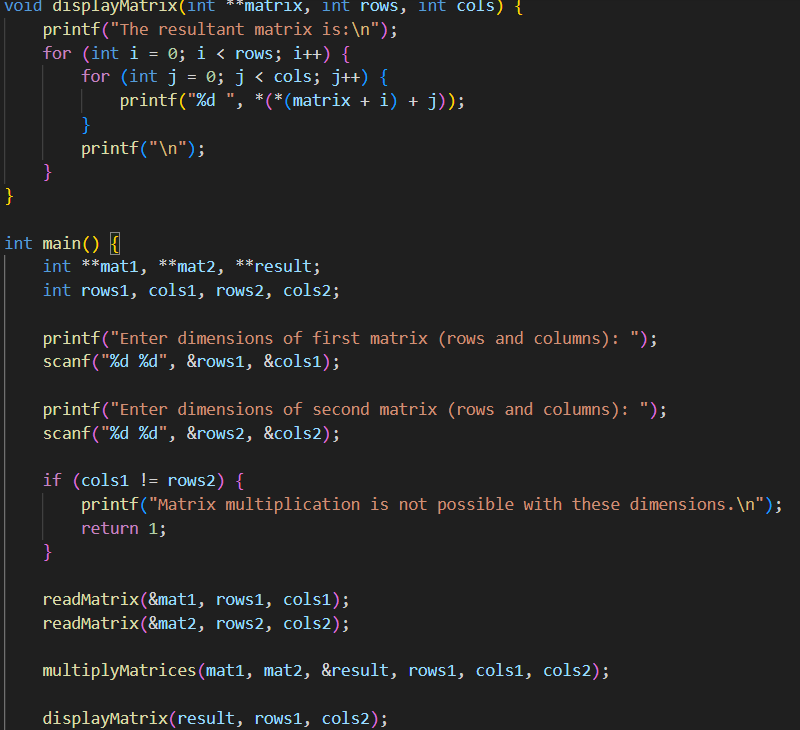 void displayMatrix(int **matrix, int rows, int cols) {
    printf("The resultant matrix is:\n");
    for (int i = 0; i < rows; i++) {
        for (int j = 0; j < cols; j++) {
            printf("%d ", *(*(matrix + i) + j));
        }
        printf("\n");
    }
}

int main() {
    int **mat1, **mat2, **result;
    int rows1, cols1, rows2, cols2;

    printf("Enter dimensions of first matrix (rows and columns): ");
    scanf("%d %d", &rows1, &cols1);

    printf("Enter dimensions of second matrix (rows and columns): ");
    scanf("%d %d", &rows2, &cols2);

    if (cols1 != rows2) {
        printf("Matrix multiplication is not possible with these dimensions.\n");
        return 1;
    }

    readMatrix(&mat1, rows1, cols1);
    readMatrix(&mat2, rows2, cols2);

    multiplyMatrices(mat1, mat2, &result, rows1, cols1, cols2);

    displayMatrix(result, rows1, cols2);